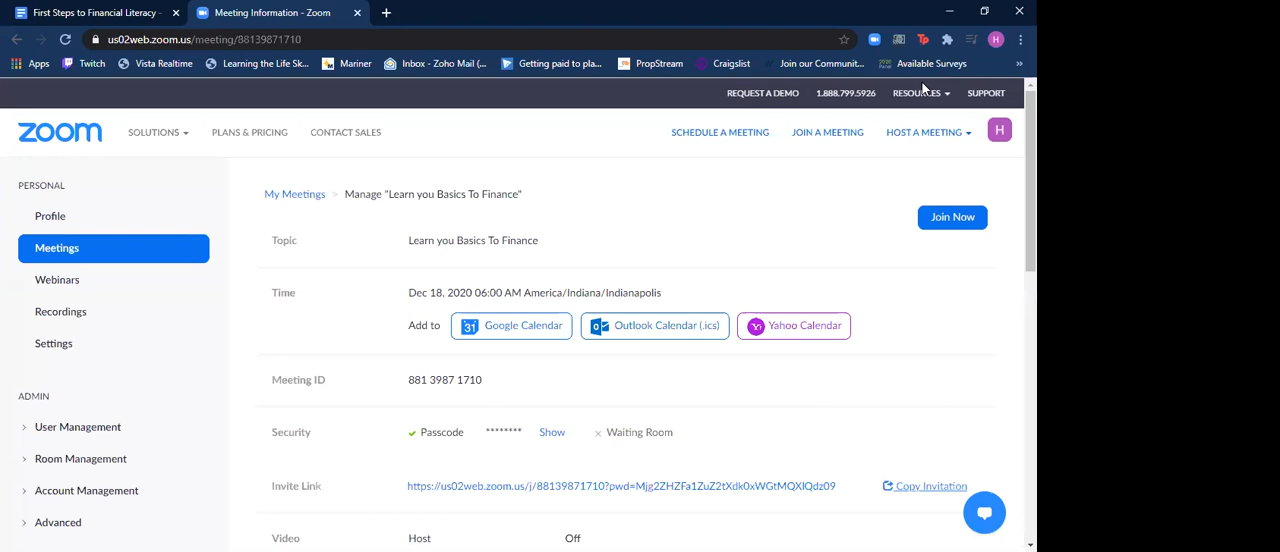 First Steps to Financial Literacy -
Meeting Information - Zoom
us02web.zoom.us/meeting/88139871710
Apps
Twitch
Vista Realtime
Learning the Life Sk...
Mariner
Inbox - Zoho Mail (...
Getting paid to pla...
PropStream
Craigslist
Join our Communit...
Available Surveys
»
REQUEST A DEMO
1.888.799.5926
RESOURCES
SUPPORT
zoom
SOLUTIONS
PLANS & PRICING
CONTACT SALES
SCHEDULE A MEETING
JOIN A MEETING
HOST A MEETING
H
PERSONAL
Profile
Meetings
Webinars
Recordings
Settings
ADMIN
User Management
Room Management
Account Management
Advanced
My Meetings > Manage "Learn you Basics To Finance"
Join Now
Topic
Learn you Basics To Finance
Time
Dec 18, 2020 06:00 AM America/Indiana/Indianapolis
Add to
31 Google Calendar
Outlook Calendar (.ics)
Yahoo Calendar
Meeting ID
881 3987 1710
Security
Passcode ******** Show
Waiting Room
Invite Link
https://us02web.zoom.us/j/88139871710?pwd=Mjg2ZHZFa1ZuZ2tXdk0xWGtMQXlQdz09
Copy Invitation
Video
Host
Off